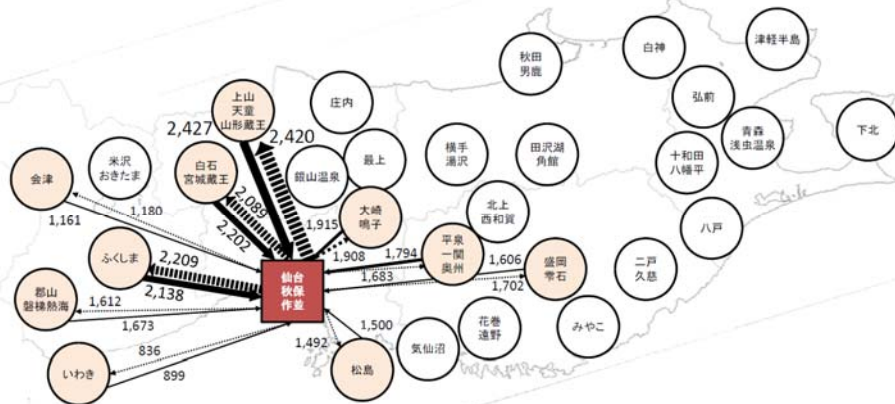 津軽半島
白神
秋田
男鹿
弘前
上山
天童
山形蔵王
庄内
青森
浅虫温泉
下北
2,427
2,420
米沢
おきたま
白石
宮城蔵王
銀山温泉
最上
横手
湯沢
田沢湖
角館
十和田
八幡平
会津
1,180
1,161
2,089
2,202
1,915
1,908
大崎
鳴子
北上
西和賀
八戸
ふくしま
2,209
2,138
仙台
秋保
作並
1,794
1,683
平泉
一関
奥州
1,606
1,702
盛岡
雫石
二戸
久慈
郡山
磐梯熱海
1,612
1,673
836
899
いわき
1,492
1,500
松島
気仙沼
花巻
遠野
みやこ